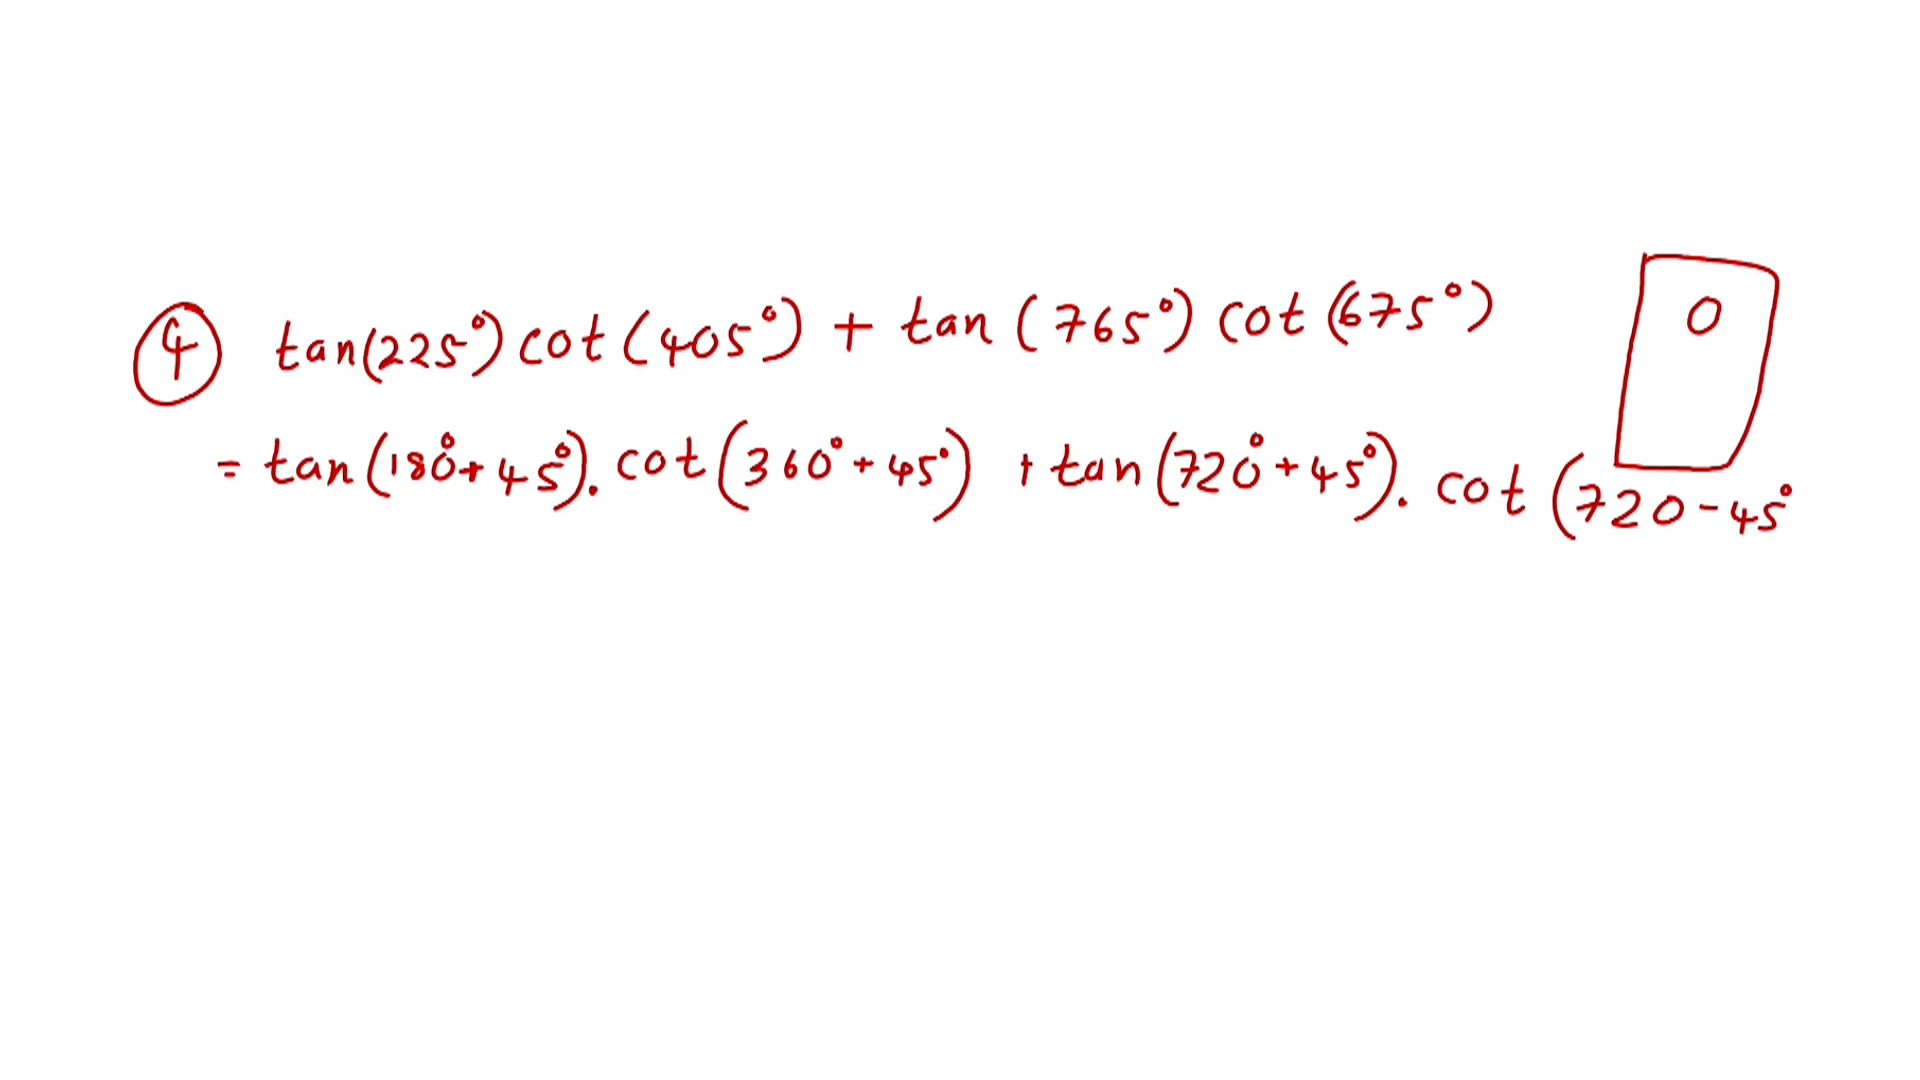 ④ tan(225°) cot(405°) + tan(765°) cot(675°) 0
= tan(180°+45°). cot(360°+45°) + tan(720°+45°). cot(720-45°